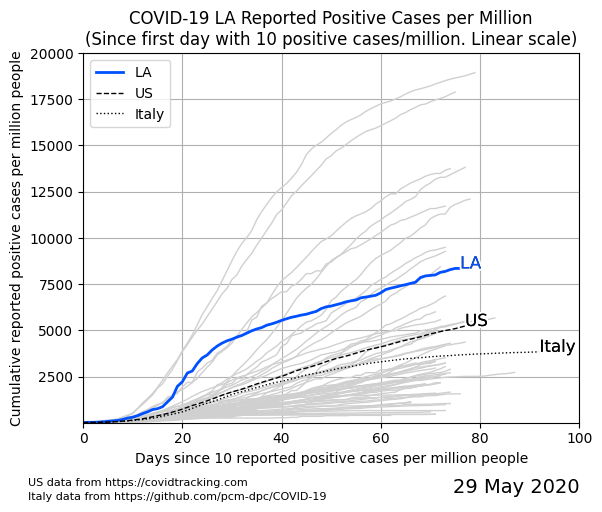 COVID-19 LA Reported Positive Cases per Million
(Since first day with 10 positive cases/million. Linear scale)
Cumulative reported positive cases per million people
20000
17500
15000
12500
10000
7500
5000
2500
LA
US
Italy
LA
US
Italy
0
20
40
60
80
100
Days since 10 reported positive cases per million people
US data from https://covidtracking.com
Italy data from https://github.com/pcm-dpc/COVID-19
29 May 2020